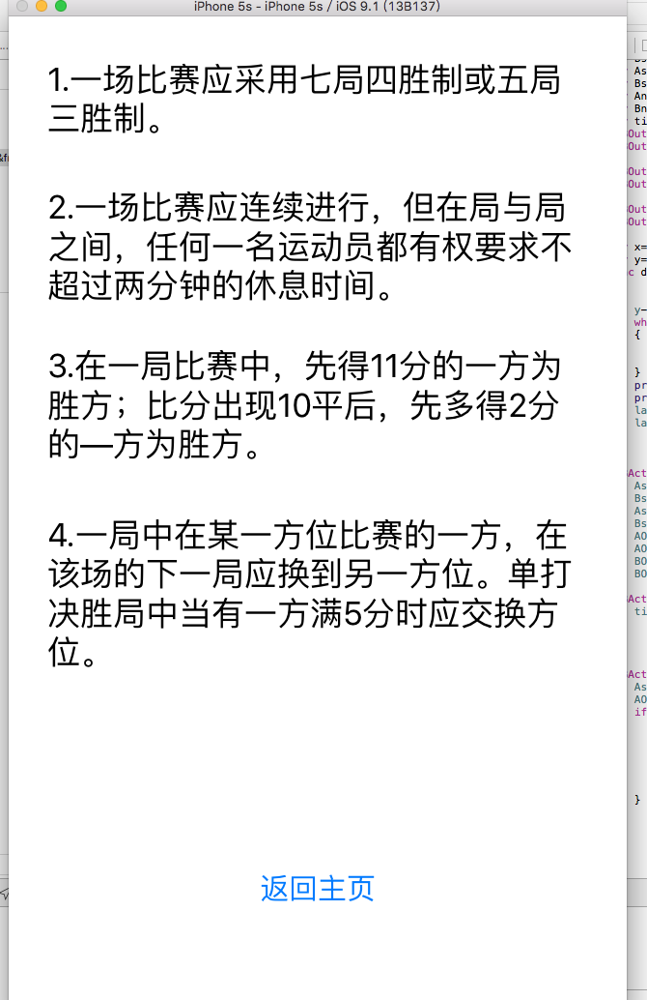 iPhone 5s - iPhone 5s / iOS 9.1 (13B137)
1.一场比赛应采用七局四胜制或五局
三胜制。
2.一场比赛应连续进行，但在局与局
之间，任何一名运动员都有权要求不
超过两分钟的休息时间。
3.在一局比赛中，先得11分的一方为
胜方；比分出现10平后，先多得2分
的—方为胜方。
4.一局中在某一方位比赛的一方，在
该场的下一局应换到另一方位。单打
决胜局中当有一方满5分时应交换方
位。
返回主页